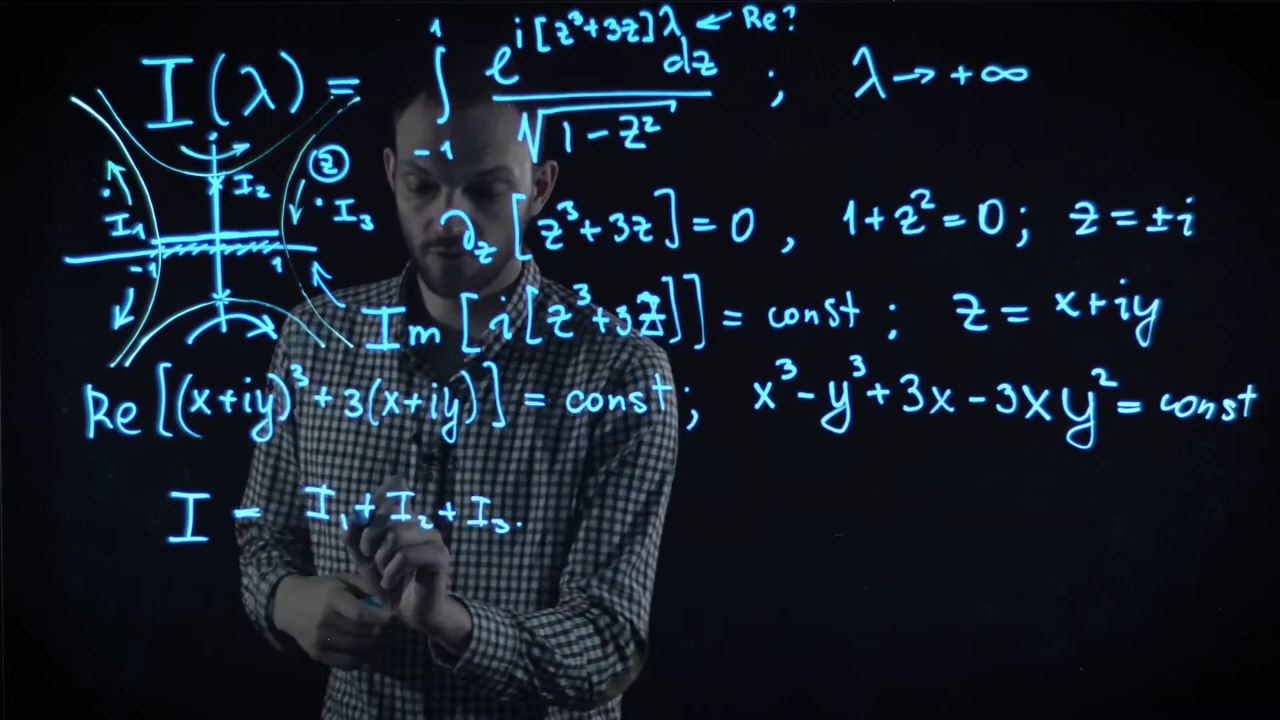 I(λ) = ∫_{-1}^{1} e^{i[z³+3z]λ} dz / √(1-z²) ; λ → +∞
← Re?
z
I₂
I₁ I₃
-1 1
∂_z [z³+3z] = 0 , 1+z² = 0 ; z = ±i
Im [i[z³+3z]] = const ; z = x+iy
Re [(x+iy)³+3(x+iy)] = const ; x³-y³+3x-3xy² = const
I = I₁+I₂+I₃.